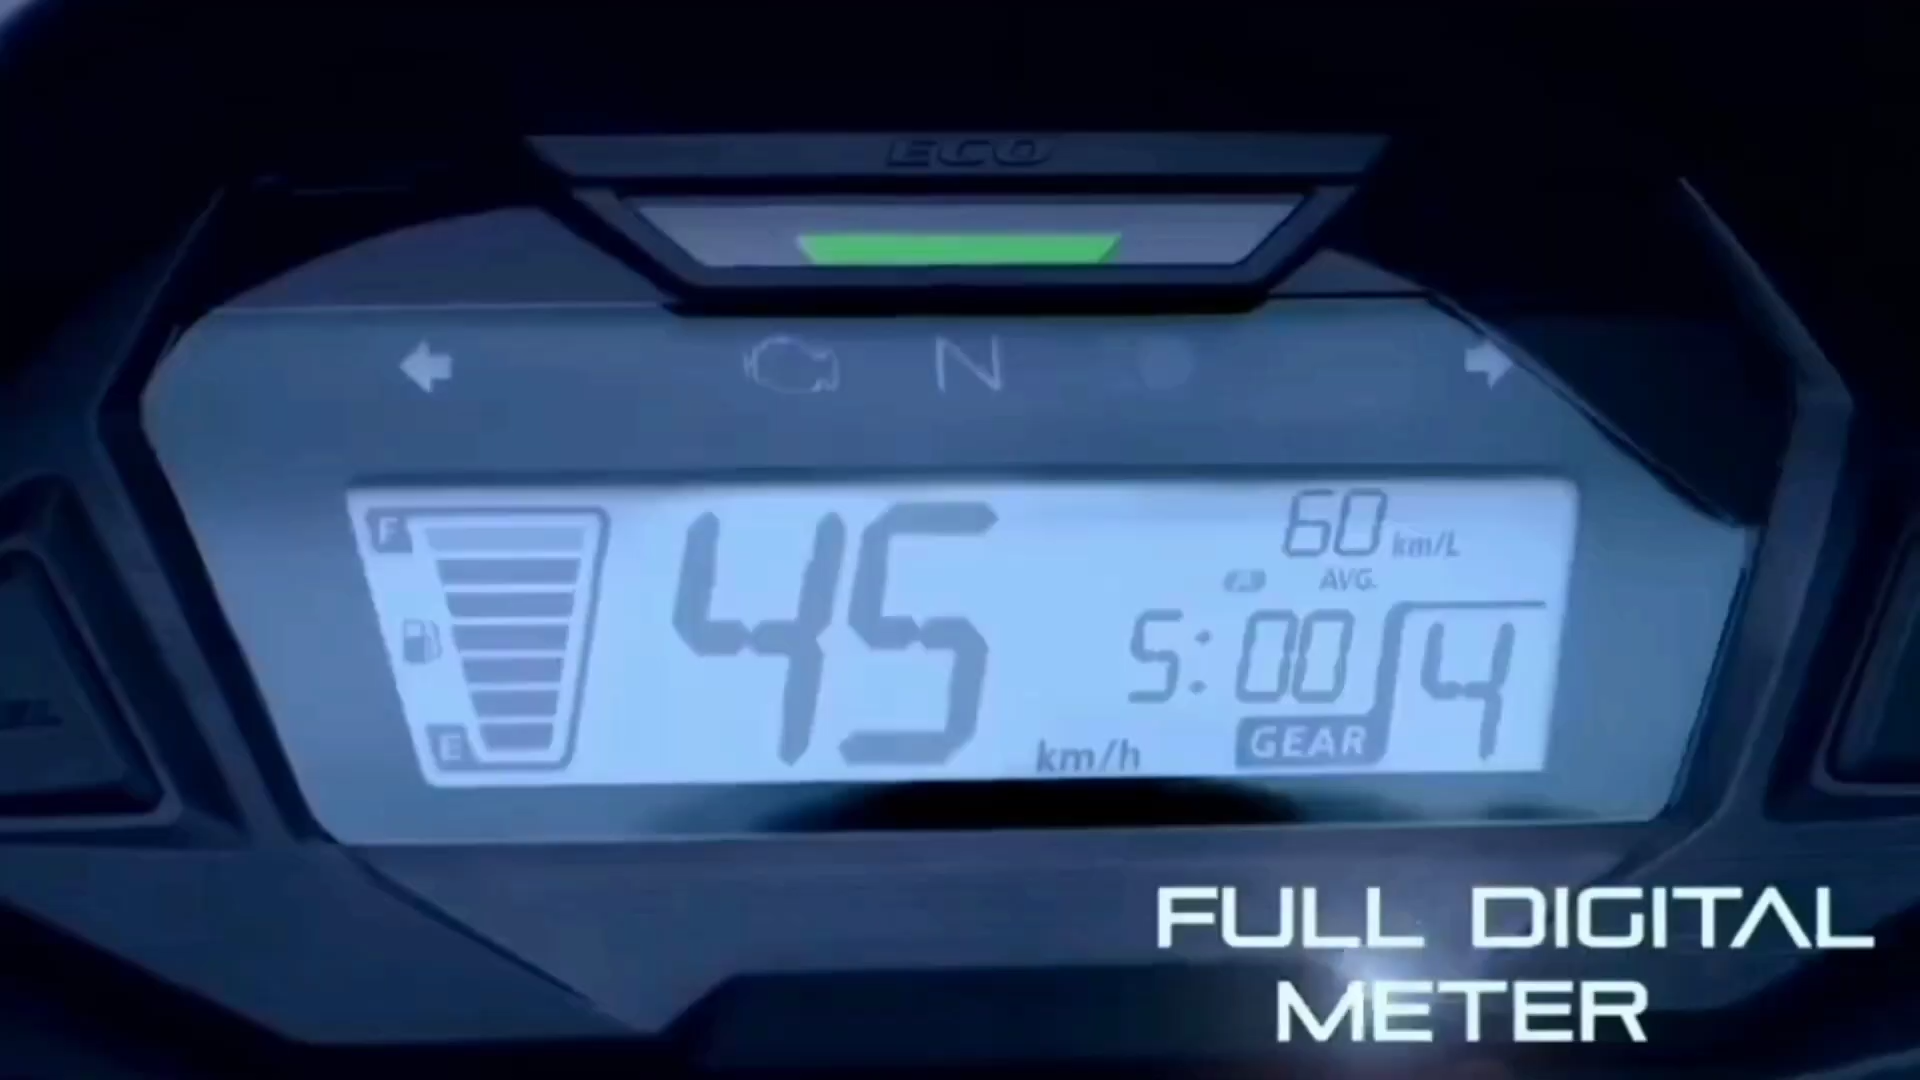 ECO
N
F
45
60 km/L
AVG.
5:00
4
E
km/h
GEAR
FULL DIGITAL
METER